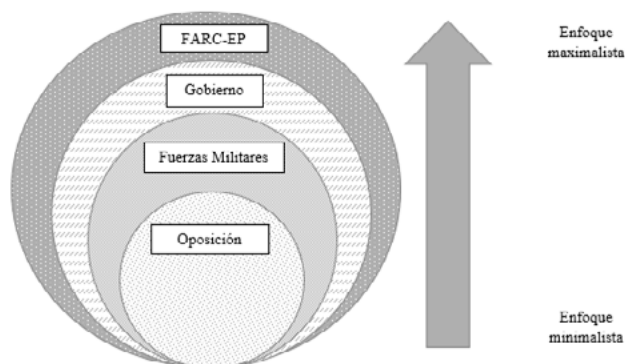 FARC-EP
Gobierno
Fuerzas Militares
Oposición
Enfoque
maximalista
Enfoque
minimalista